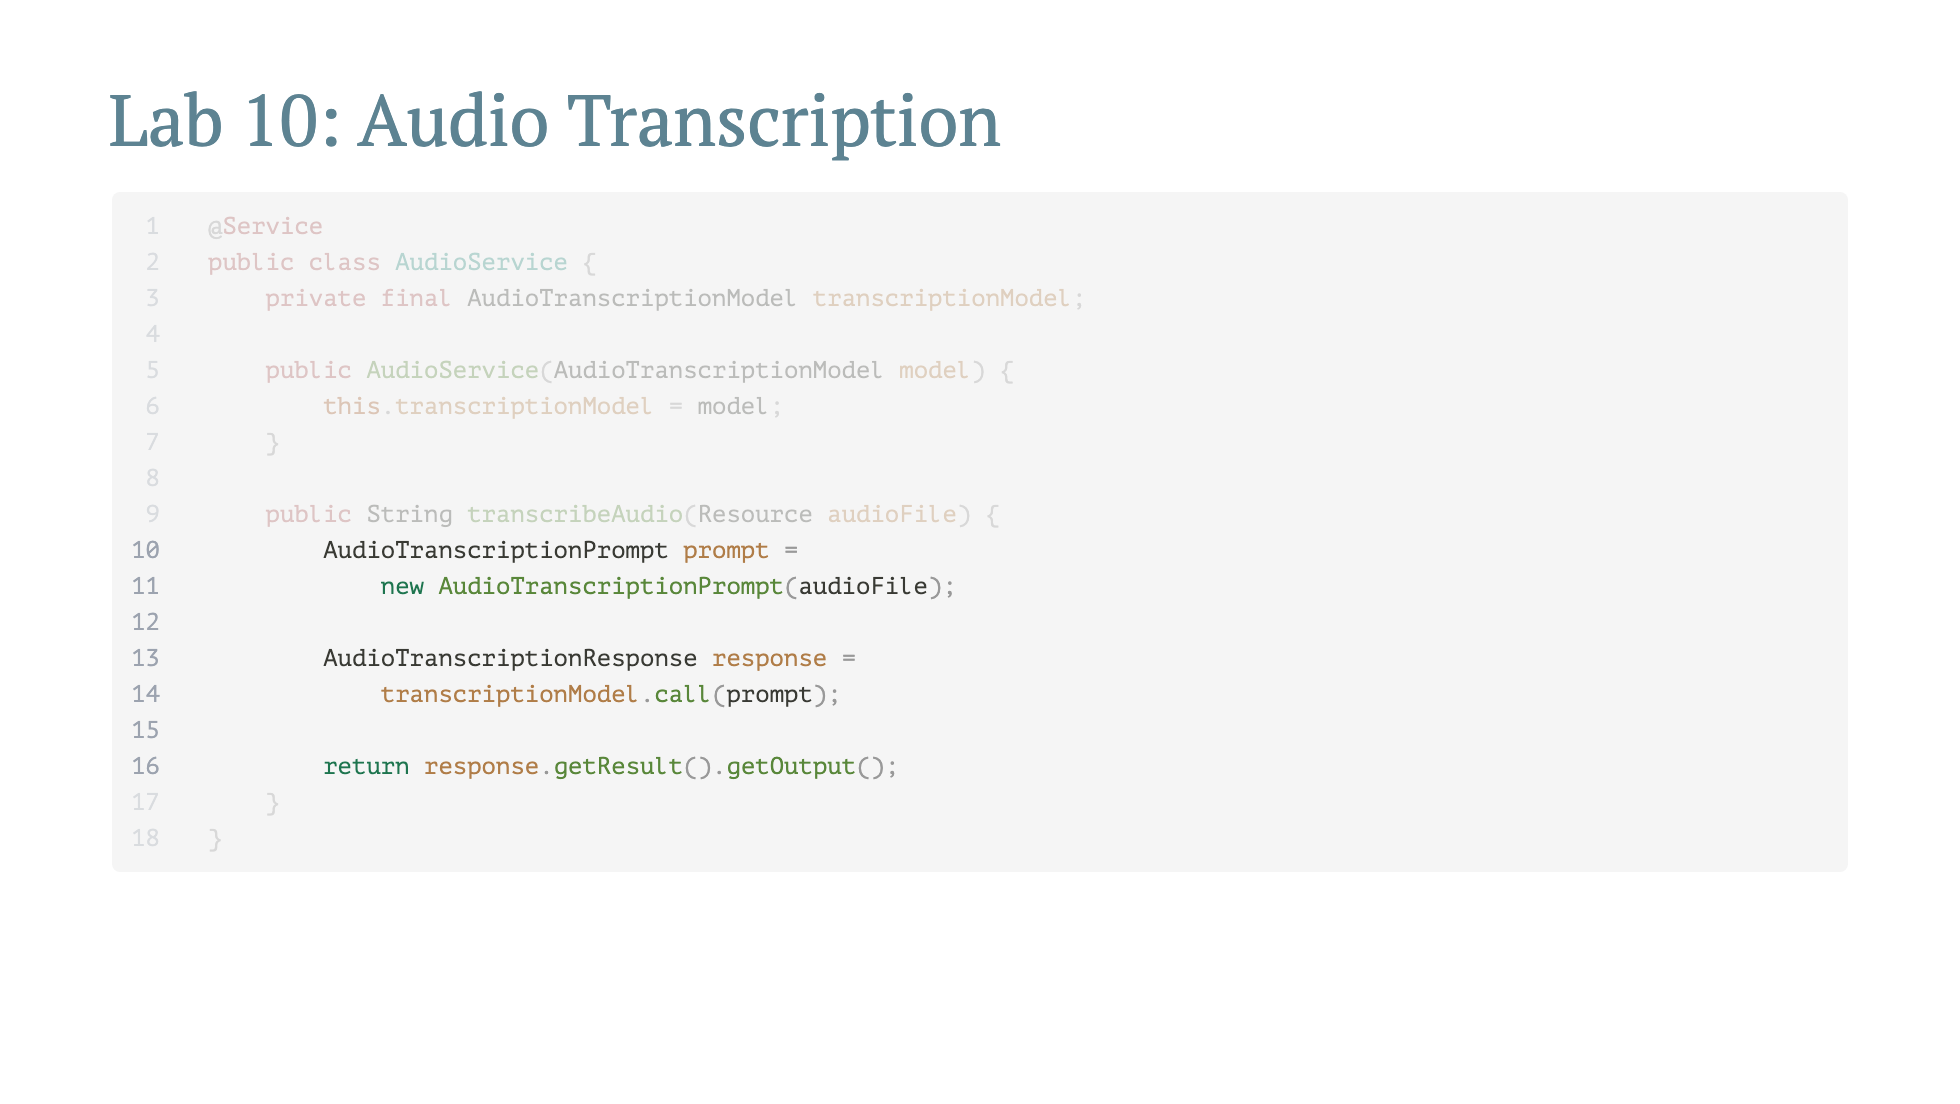 Lab 10: Audio Transcription
1 @Service
2 public class AudioService {
3     private final AudioTranscriptionModel transcriptionModel;
4
5     public AudioService(AudioTranscriptionModel model) {
6         this.transcriptionModel = model;
7     }
8
9     public String transcribeAudio(Resource audioFile) {
10         AudioTranscriptionPrompt prompt =
11             new AudioTranscriptionPrompt(audioFile);
12
13         AudioTranscriptionResponse response =
14             transcriptionModel.call(prompt);
15
16         return response.getResult().getOutput();
17     }
18 }